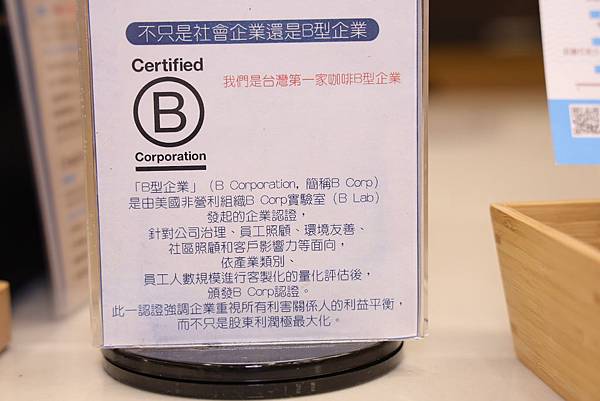 不只是社會企業還是B型企業
Certified
B
Corporation
我們是台灣第一家咖啡B型企業
「B型企業」（B Corporation, 簡稱B Corp）
是由美國非營利組織B Corp實驗室（B Lab）
發起的企業認證，
針對公司治理、員工照顧、環境友善、
社區照顧和客戶影響力等面向，
依產業類別、
員工人數規模進行客製化的量化評估後，
頒發B Corp認證。
此一認證強調企業重視所有利害關係人的利益平衡，
而不只是股東利潤極最大化。